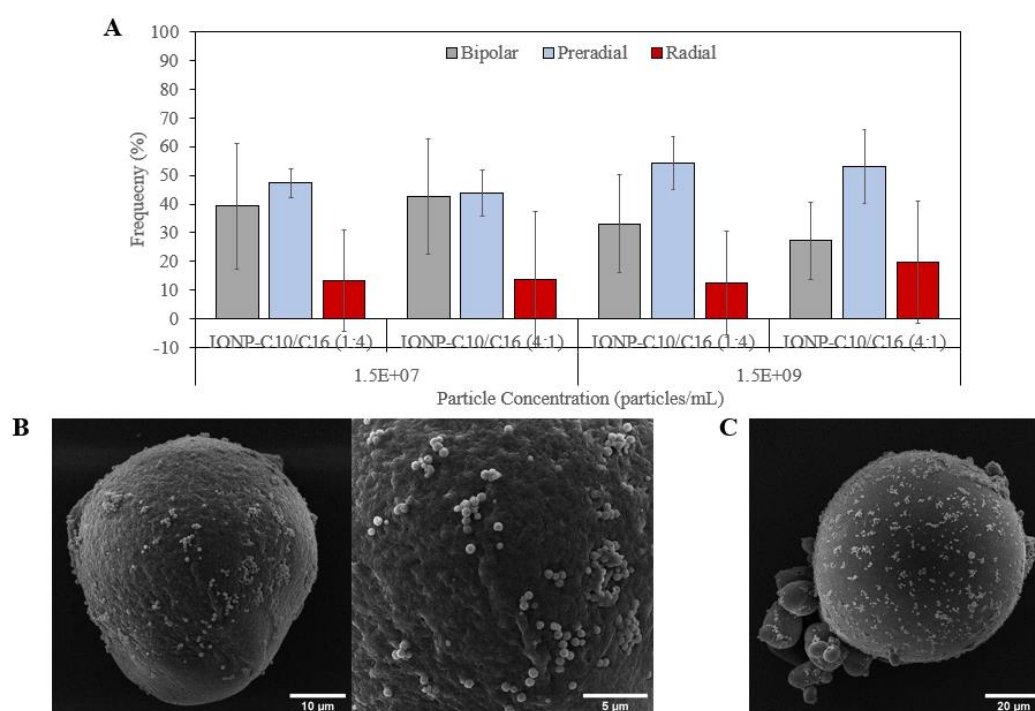 A
100
90
80
70
60
50
40
30
20
10
0
-10
Frequecny (%)
Bipolar Preradial Radial
IONP-C10/C16 (1:4) IONP-C10/C16 (4:1) IONP-C10/C16 (1:4) IONP-C10/C16 (4:1)
1.5E+07 1.5E+09
Particle Concentration (particles/mL)
B C
10 µm 5 µm 20 µm